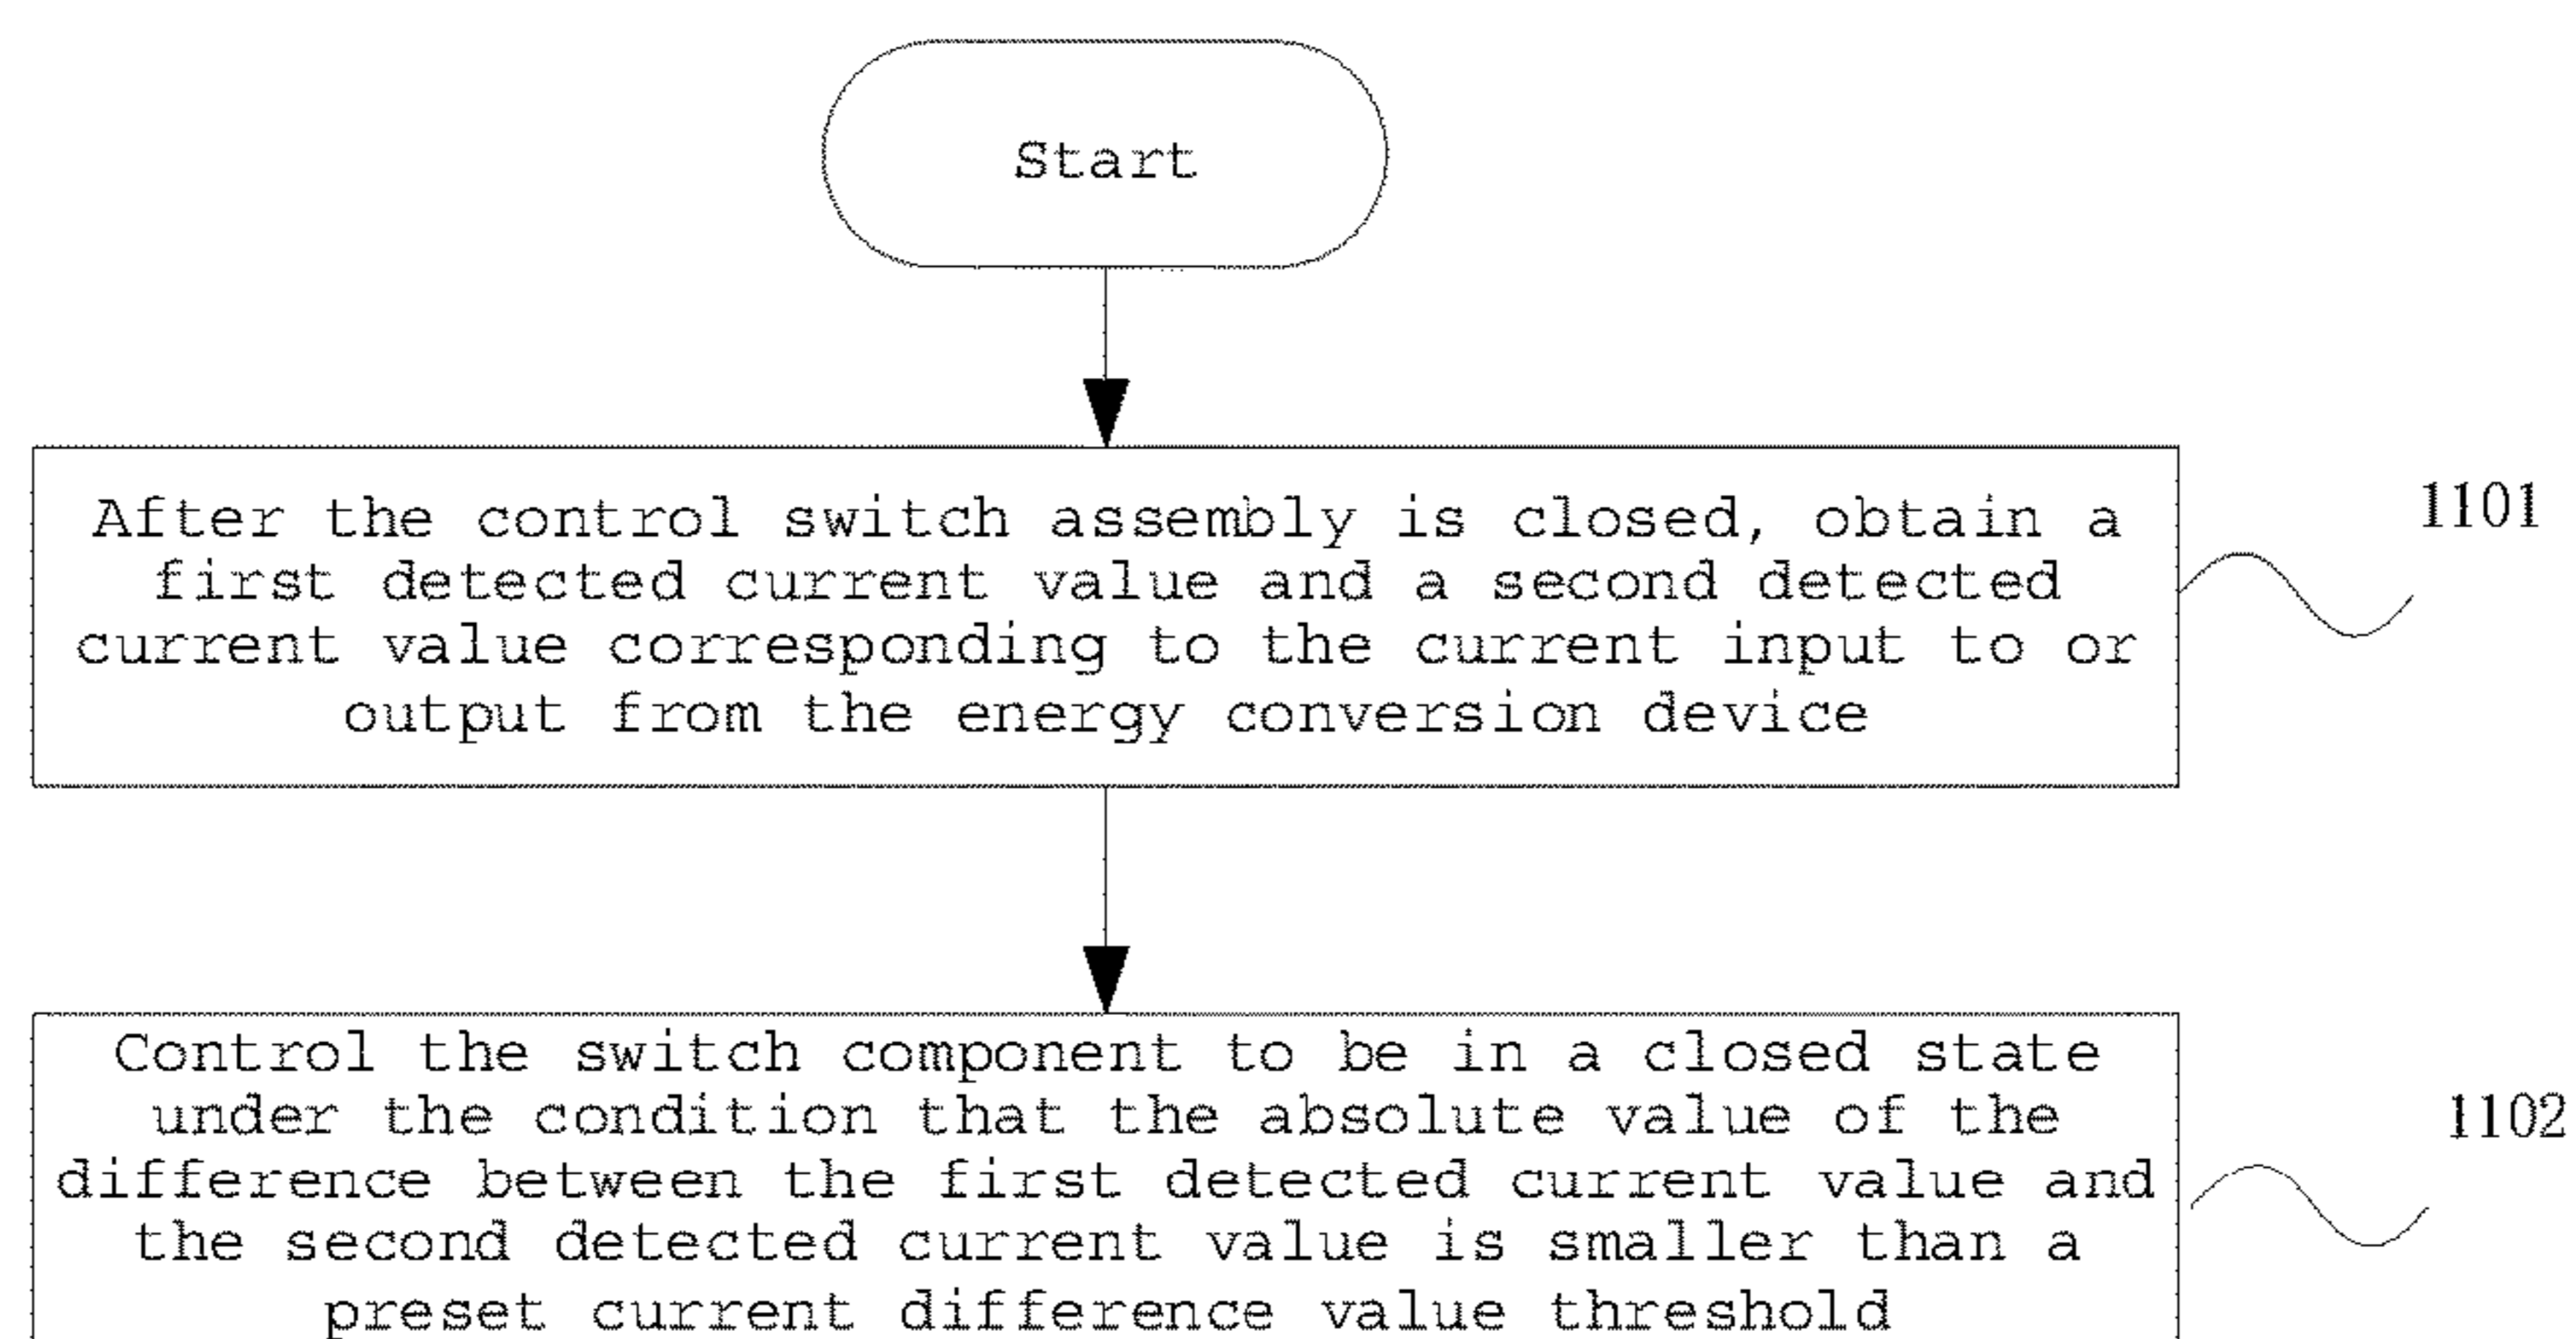 Start
After the control switch assembly is closed, obtain a
first detected current value and a second detected
current value corresponding to the current input to or
output from the energy conversion device
1101
Control the switch component to be in a closed state
under the condition that the absolute value of the
difference between the first detected current value and
the second detected current value is smaller than a
preset current difference value threshold
1102